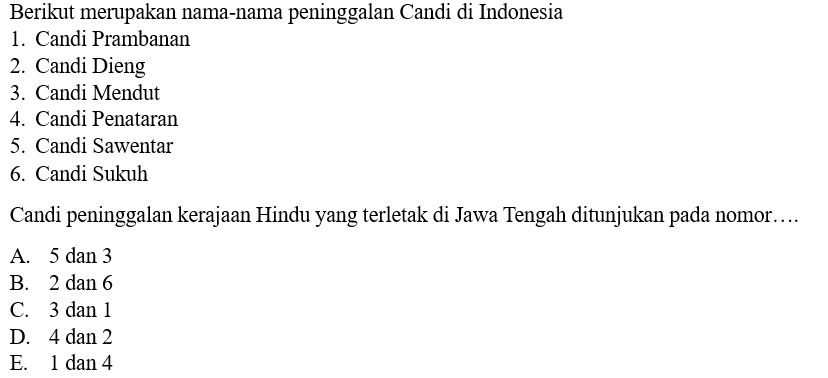 Berikut merupakan nama-nama peninggalan Candi di Indonesia
1. Candi Prambanan
2. Candi Dieng
3. Candi Mendut
4. Candi Penataran
5. Candi Sawentar
6. Candi Sukuh
Candi peninggalan kerajaan Hindu yang terletak di Jawa Tengah ditunjukan pada nomor….
A. 5 dan 3
B. 2 dan 6
C. 3 dan 1
D. 4 dan 2
E. 1 dan 4